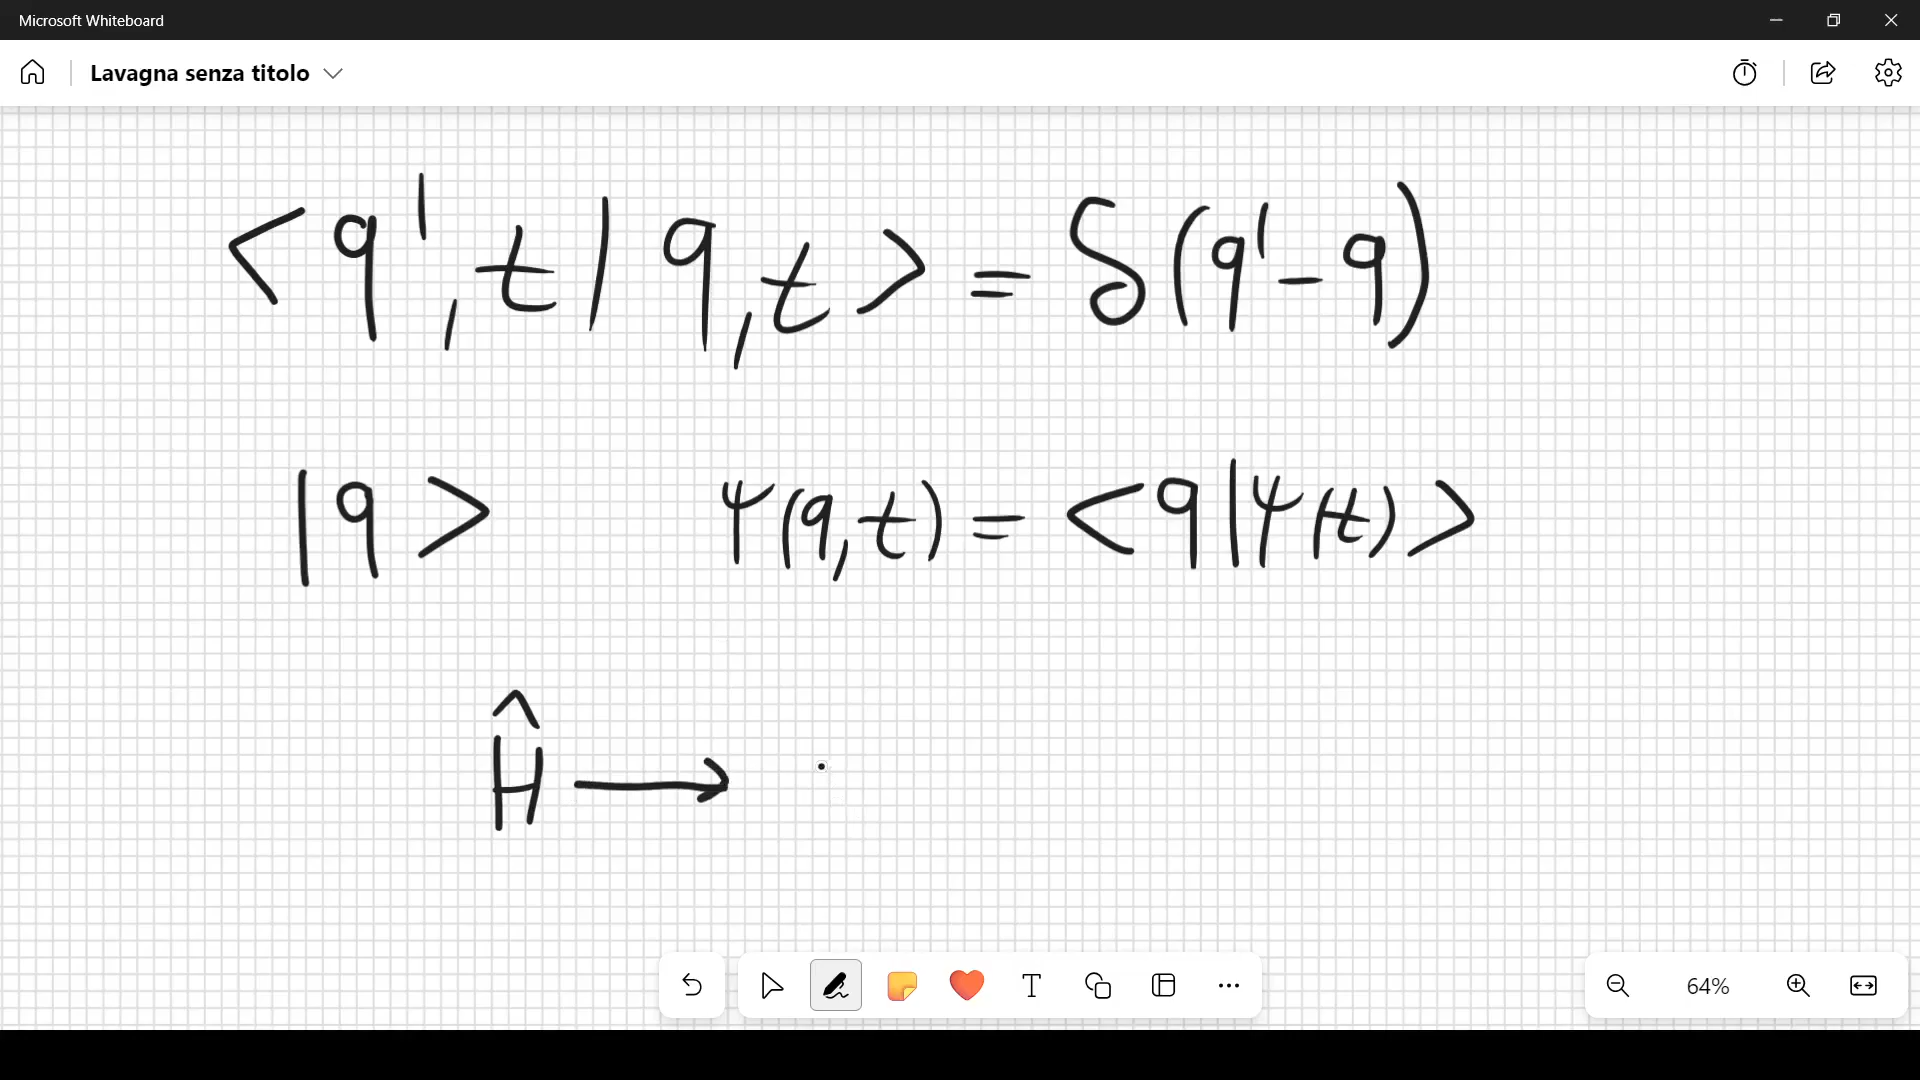 Microsoft Whiteboard
Lavagna senza titolo
<q',t|q,t> = δ(q'-q)
|q> ψ(q,t) = <q|ψ(t)>
Ĥ →
64%